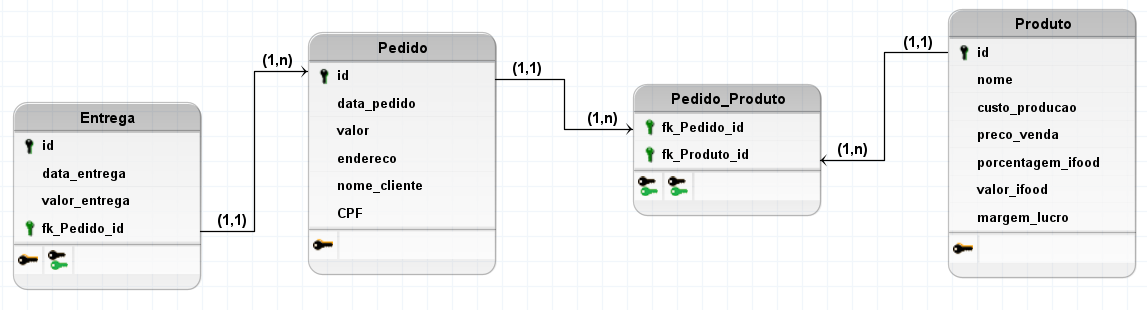 Entrega
id
data_entrega
valor_entrega
fk_Pedido_id
(1,1)
(1,n)
Pedido
id
data_pedido
valor
endereco
nome_cliente
CPF
(1,1)
(1,n)
Pedido_Produto
fk_Pedido_id
fk_Produto_id
(1,n)
(1,1)
Produto
id
nome
custo_producao
preco_venda
porcentagem_ifood
valor_ifood
margem_lucro